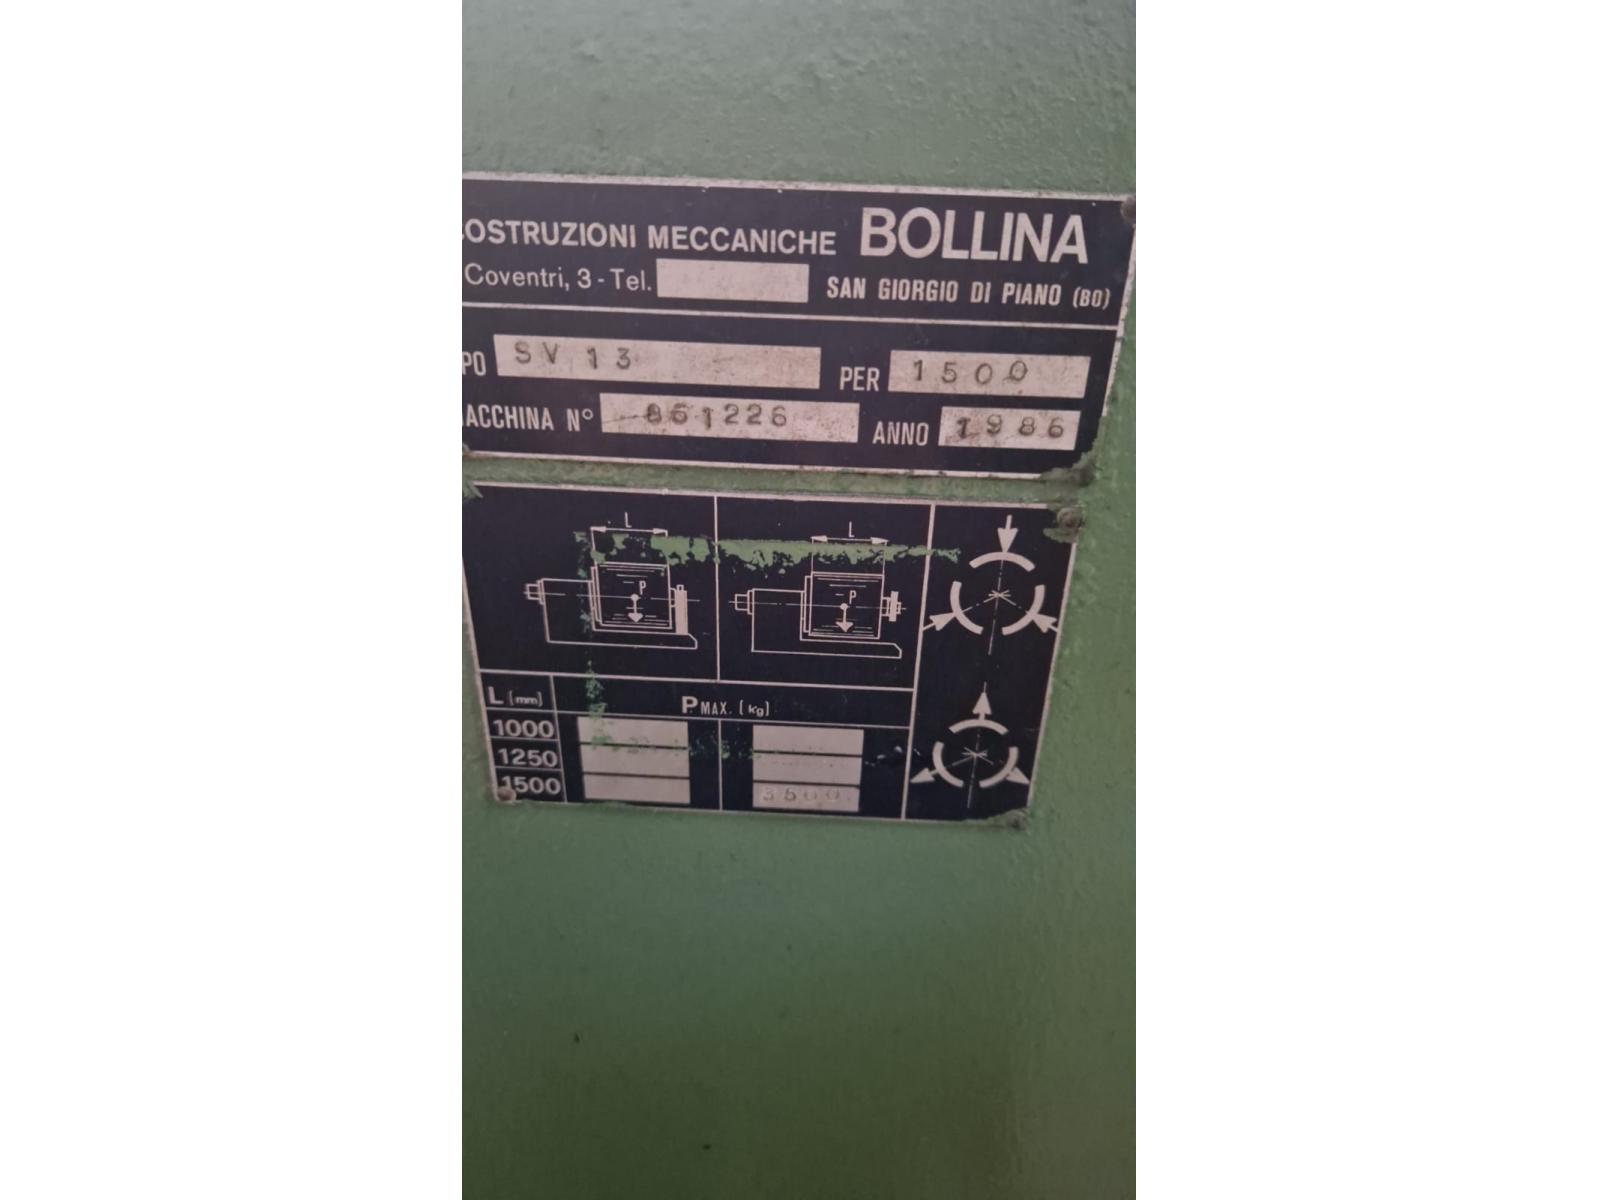 COSTRUZIONI MECCANICHE BOLLINA
Coventri, 3 - Tel. SAN GIORGIO DI PIANO (BO)
PO SV 13 PER 1500
ACCHINA N° 861226 ANNO 1986
L L
P P
L (mm) P. MAX. (kg)
1000
1250
1500 3500